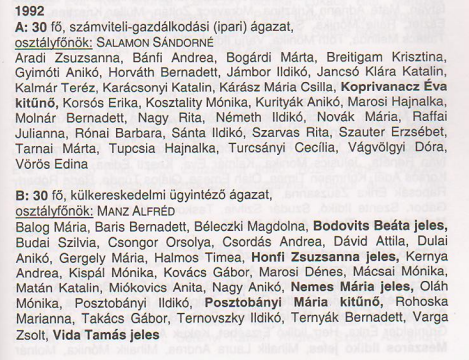 1992
A: 30 fő, számviteli-gazdálkodási (ipari) ágazat,
osztályfőnök: SALAMON SÁNDORNÉ
Aradi Zsuzsanna, Bánfi Andrea, Bogárdi Márta, Breitigam Krisztina,
Gyimóti Anikó, Horváth Bernadett, Jámbor Ildikó, Jancsó Klára Katalin,
Kalmár Teréz, Karácsonyi Katalin, Kárász Mária Csilla, Koprivanacz Éva
kitűnő, Korsós Erika, Kosztality Mónika, Kurityák Anikó, Marosi Hajnalka,
Molnár Bernadett, Nagy Rita, Németh Ildikó, Novák Mária, Raffai
Julianna, Rónai Barbara, Sánta Ildikó, Szarvas Rita, Szauter Erzsébet,
Tarnai Márta, Tupcsia Hajnalka, Turcsányi Cecília, Vágvölgyi Dóra,
Vörös Edina
B: 30 fő, külkereskedelmi ügyintéző ágazat,
osztályfőnök: MANZ ALFRÉD
Balog Mária, Baris Bernadett, Béleczki Magdolna, Bodovits Beáta jeles,
Budai Szilvia, Csongor Orsolya, Csordás Andrea, Dávid Attila, Dulai
Anikó, Gergely Mária, Halmos Timea, Honfi Zsuzsanna jeles, Kernya
Andrea, Kispál Mónika, Kovács Gábor, Marosi Dénes, Mácsai Mónika,
Matán Katalin, Miókovics Anita, Nagy Anikó, Nemes Mária jeles, Oláh
Mónika, Posztobányi Ildikó, Posztobányi Mária kitűnő, Rohoska
Marianna, Takács Gábor, Ternovszky Ildikó, Ternyák Bernadett, Varga
Zsolt, Vida Tamás jeles